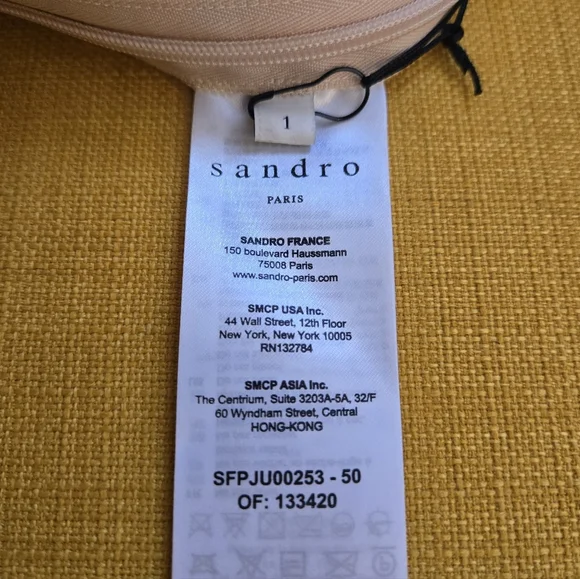 1
sandro
PARIS
SANDRO FRANCE
150 boulevard Haussmann
75008 Paris
www.sandro-paris.com
SMCP USA Inc.
44 Wall Street, 12th Floor
New York, New York 10005
RN132784
SMCP ASIA Inc.
The Centrium, Suite 3203A-5A, 32/F
60 Wyndham Street, Central
HONG-KONG
SFPJU00253 - 50
OF: 133420